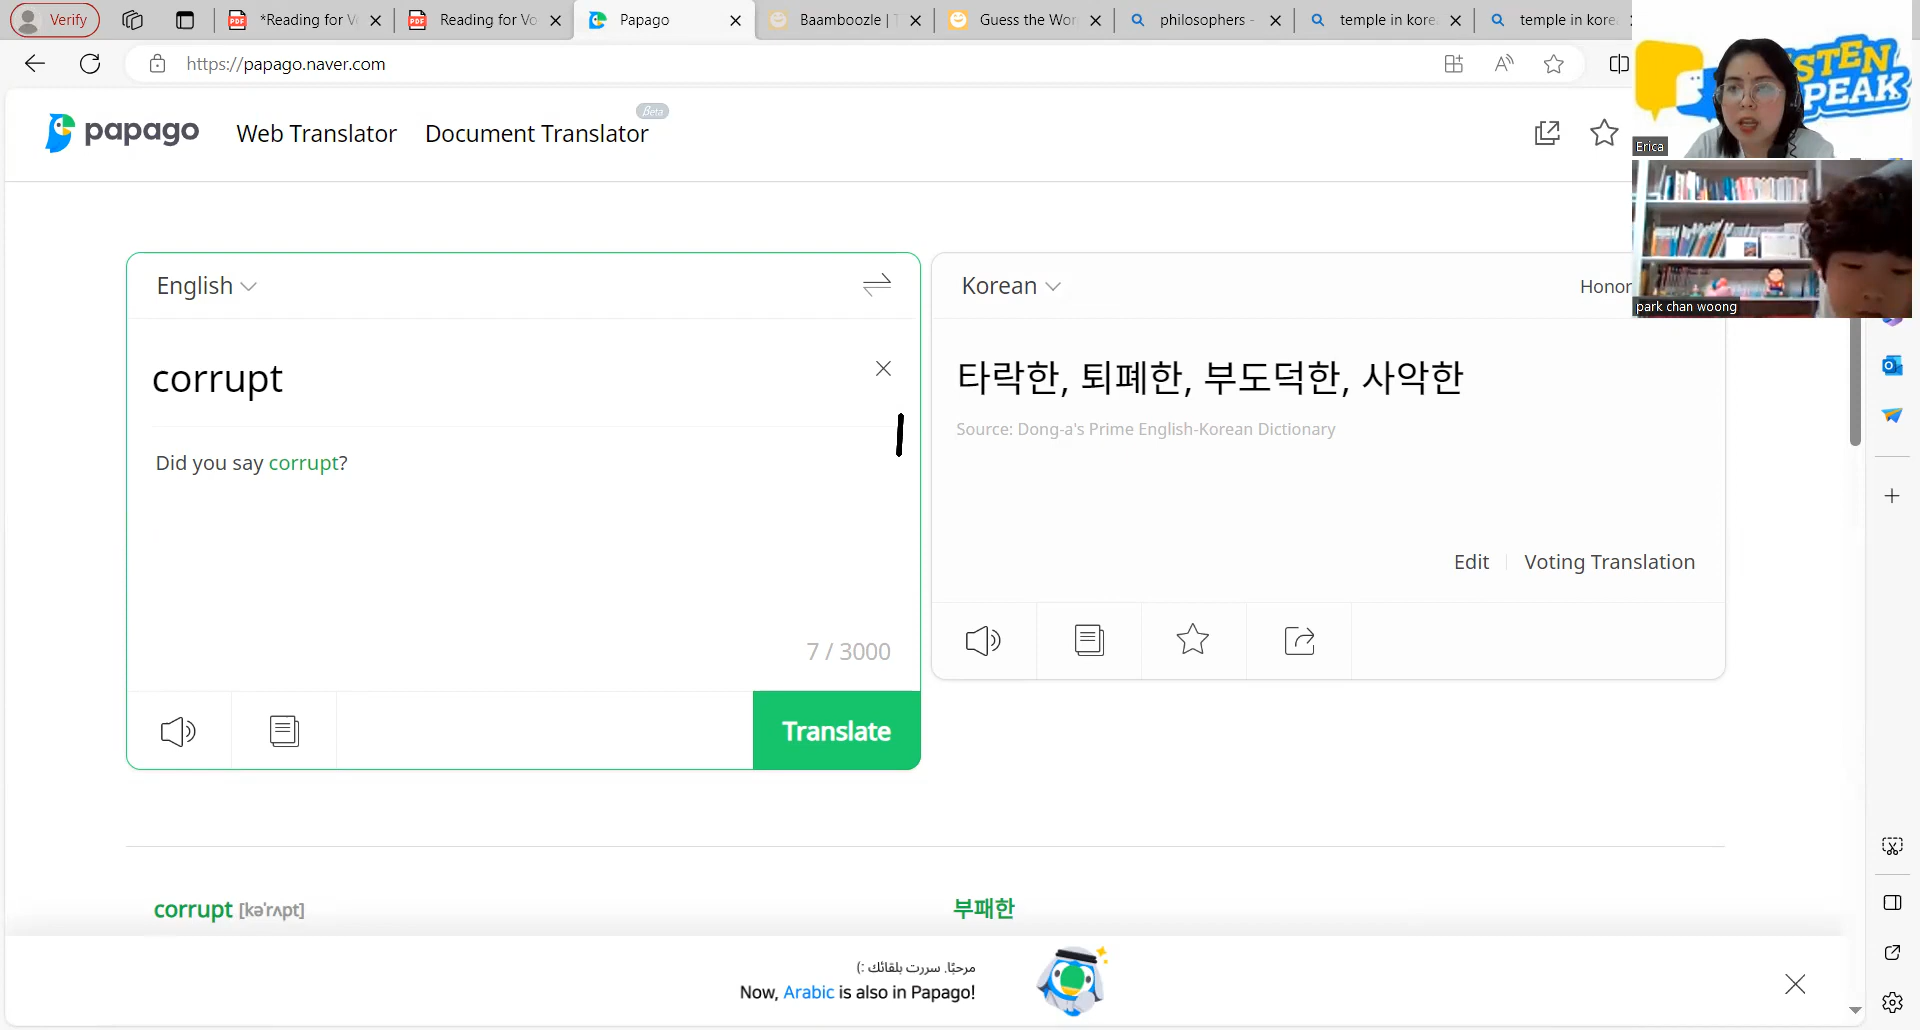 Verify
*Reading for V
Reading for Vo
Papago
Baamboozle | T
Guess the Wor
philosophers -
temple in kore
temple in kore
https://papago.naver.com
papago
Web Translator
Document Translator
Beta
STEN
PEAK
Erica
park chan woong
English
Korean
Honor
corrupt
Did you say corrupt?
7 / 3000
Translate
타락한, 퇴폐한, 부도덕한, 사악한
Source: Dong-a's Prime English-Korean Dictionary
Edit
Voting Translation
corrupt [kəˈrʌpt]
부패한
مرحبًا. سررت بلقائك :)
Now, Arabic is also in Papago!